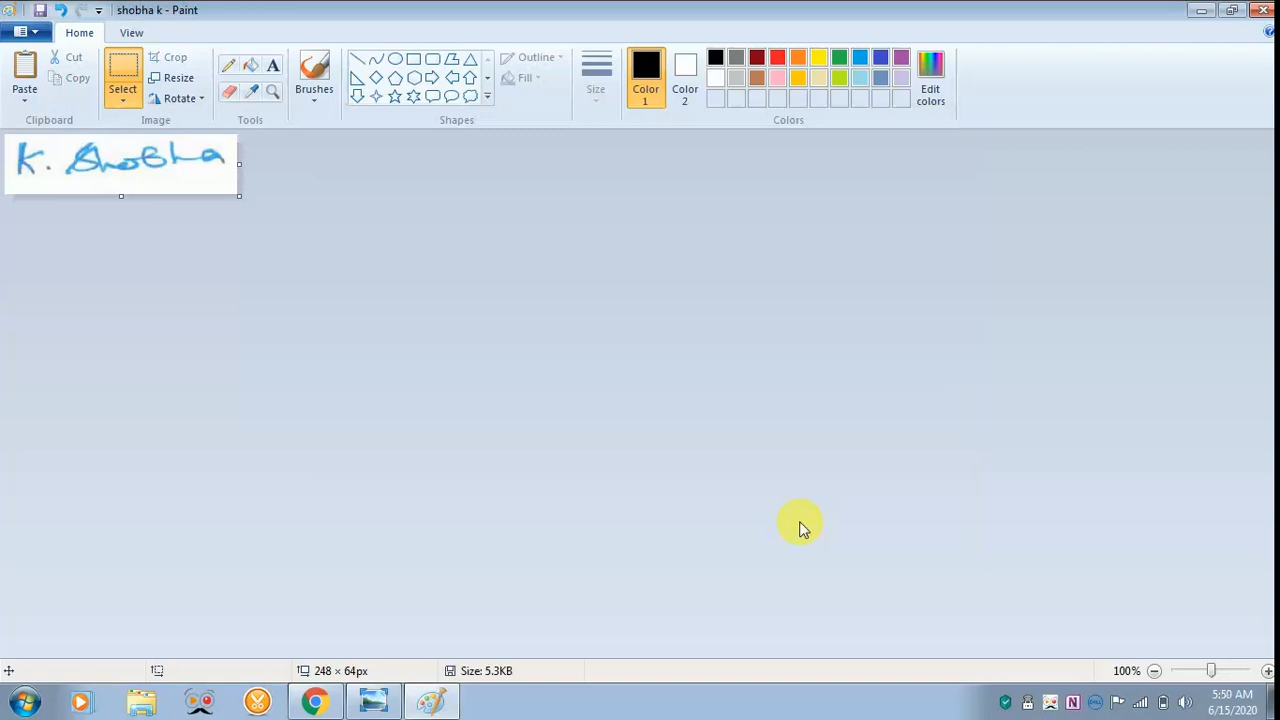 shobha k - Paint
Home
View
Paste
Cut
Copy
Clipboard
Select
Crop
Resize
Rotate
Image
A
Tools
Brushes
Outline
Fill
Shapes
Size
Color 1
Color 2
Edit colors
Colors
K. Shobha
248 × 64px
Size: 5.3KB
100%
5:50 AM
6/15/2020